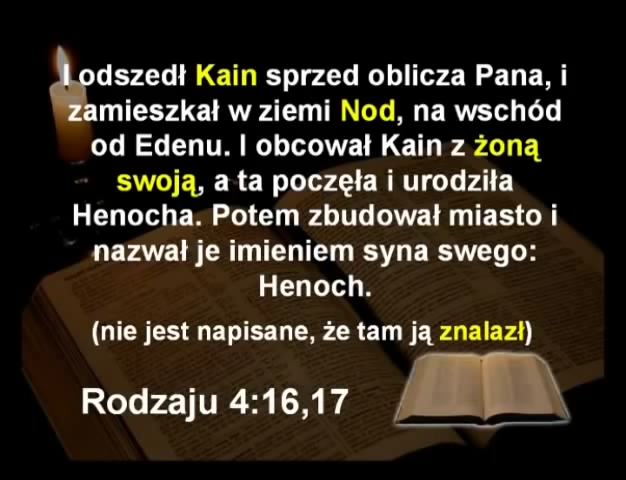 I odszedł Kain sprzed oblicza Pana, i
zamieszkał w ziemi Nod, na wschód
od Edenu. I obcował Kain z żoną
swoją, a ta poczęła i urodziła
Henocha. Potem zbudował miasto i
nazwał je imieniem syna swego:
Henoch.
(nie jest napisane, że tam ją znalazł)
Rodzaju 4:16,17